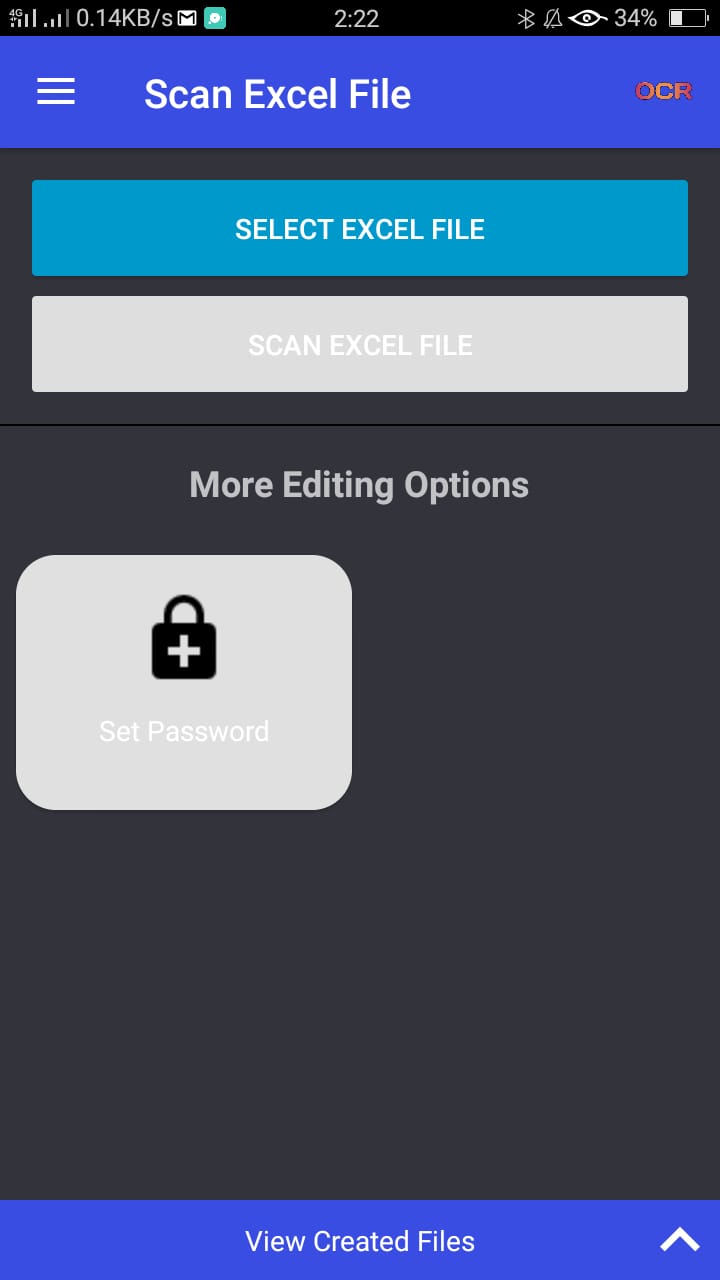 4G 0.14KB/s 2:22 34%
Scan Excel File OCR
SELECT EXCEL FILE
SCAN EXCEL FILE
More Editing Options
Set Password
View Created Files